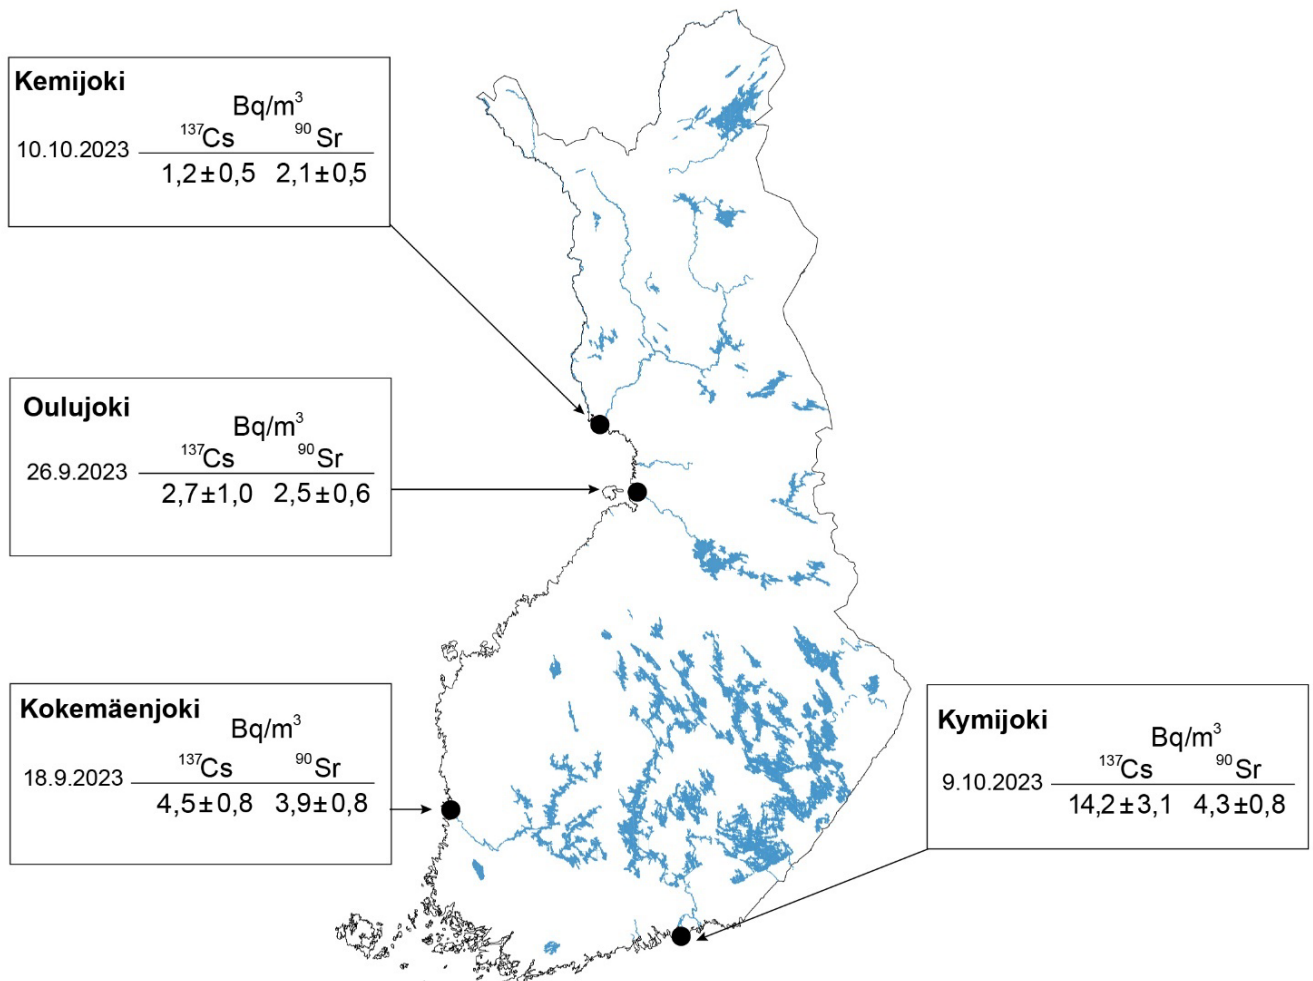 Kemijoki
Bq/m³
¹³⁷Cs ⁹⁰Sr
10.10.2023
1,2±0,5 2,1±0,5
Oulujoki
Bq/m³
¹³⁷Cs ⁹⁰Sr
26.9.2023
2,7±1,0 2,5±0,6
Kokemäenjoki
Bq/m³
¹³⁷Cs ⁹⁰Sr
18.9.2023
4,5±0,8 3,9±0,8
Kymijoki
Bq/m³
¹³⁷Cs ⁹⁰Sr
9.10.2023
14,2±3,1 4,3±0,8